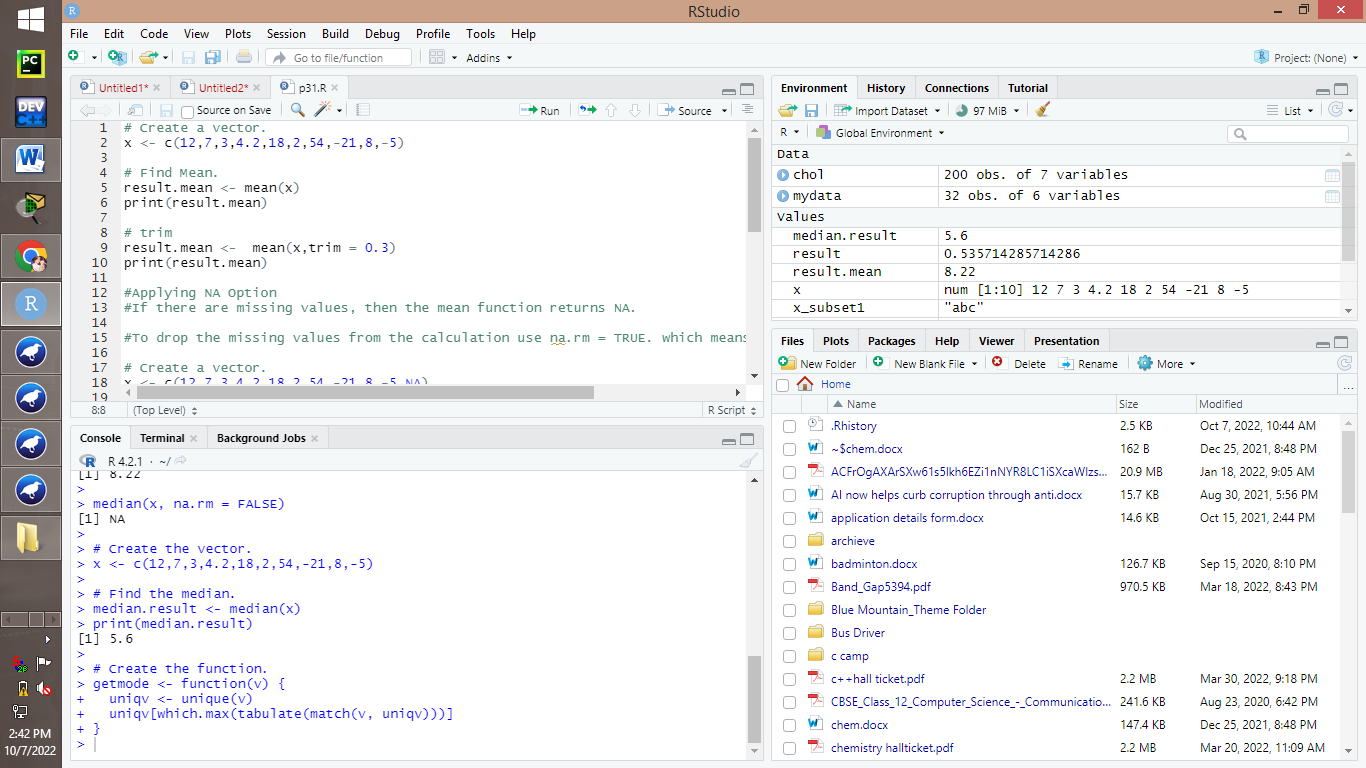 RStudio
File Edit Code View Plots Session Build Debug Profile Tools Help
Go to file/function Addins Project: (None)
Untitled1* Untitled2* p31.R
Source on Save Run Source
1 # Create a vector.
2 x <- c(12,7,3,4.2,18,2,54,-21,8,-5)
3
4 # Find Mean.
5 result.mean <- mean(x)
6 print(result.mean)
7
8 # trim
9 result.mean <-  mean(x,trim = 0.3)
10 print(result.mean)
11
12 #Applying NA Option
13 #If there are missing values, then the mean function returns NA.
14
15 #To drop the missing values from the calculation use na.rm = TRUE. which means
16
17 # Create a vector.
18 x <- c(12,7,3,4.2,18,2,54,-21,8,-5,NA)
19
8:8 (Top Level) R Script
Console Terminal Background Jobs
R 4.2.1 · ~/
[1] 8.22
>
> median(x, na.rm = FALSE)
[1] NA
>
> # Create the vector.
> x <- c(12,7,3,4.2,18,2,54,-21,8,-5)
>
> # Find the median.
> median.result <- median(x)
> print(median.result)
[1] 5.6
>
> # Create the function.
> getmode <- function(v) {
+   uniqv <- unique(v)
+   uniqv[which.max(tabulate(match(v, uniqv)))]
+ }
>
Environment History Connections Tutorial
Import Dataset 97 MiB List
R Global Environment
Data
chol 200 obs. of 7 variables
mydata 32 obs. of 6 variables
Values
median.result 5.6
result 0.535714285714286
result.mean 8.22
x num [1:10] 12 7 3 4.2 18 2 54 -21 8 -5
x_subset1 "abc"
Files Plots Packages Help Viewer Presentation
New Folder New Blank File Delete Rename More
Home ...
Name Size Modified
.Rhistory 2.5 KB Oct 7, 2022, 10:44 AM
~$chem.docx 162 B Dec 25, 2021, 8:48 PM
ACFrOgAXArSXw61s5Ikh6EZi1nNYR8LC1iSXcaWIzs... 20.9 MB Jan 18, 2022, 9:05 AM
AI now helps curb corruption through anti.docx 15.7 KB Aug 30, 2021, 5:56 PM
application details form.docx 14.6 KB Oct 15, 2021, 2:44 PM
archieve
badminton.docx 126.7 KB Sep 15, 2020, 8:10 PM
Band_Gap5394.pdf 970.5 KB Mar 18, 2022, 8:43 PM
Blue Mountain_Theme Folder
Bus Driver
c camp
c++hall ticket.pdf 2.2 MB Mar 30, 2022, 9:18 PM
CBSE_Class_12_Computer_Science_-_Communicatio... 241.6 KB Aug 23, 2020, 6:42 PM
chem.docx 147.4 KB Dec 25, 2021, 8:48 PM
chemistry hallticket.pdf 2.2 MB Mar 20, 2022, 11:09 AM
PC
DEV C++
2:42 PM
10/7/2022